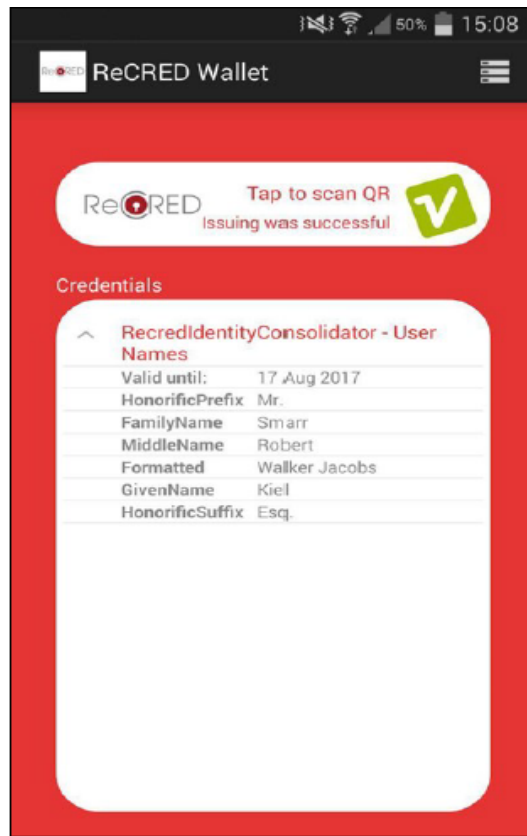 50% 15:08
ReCRED ReCRED Wallet
ReCRED Tap to scan QR
Issuing was successful
Credentials
RecredIdentityConsolidator - User
Names
Valid until: 17 Aug 2017
HonorificPrefix Mr.
FamilyName Smarr
MiddleName Robert
Formatted Walker Jacobs
GivenName Kiell
HonorificSuffix Esq.